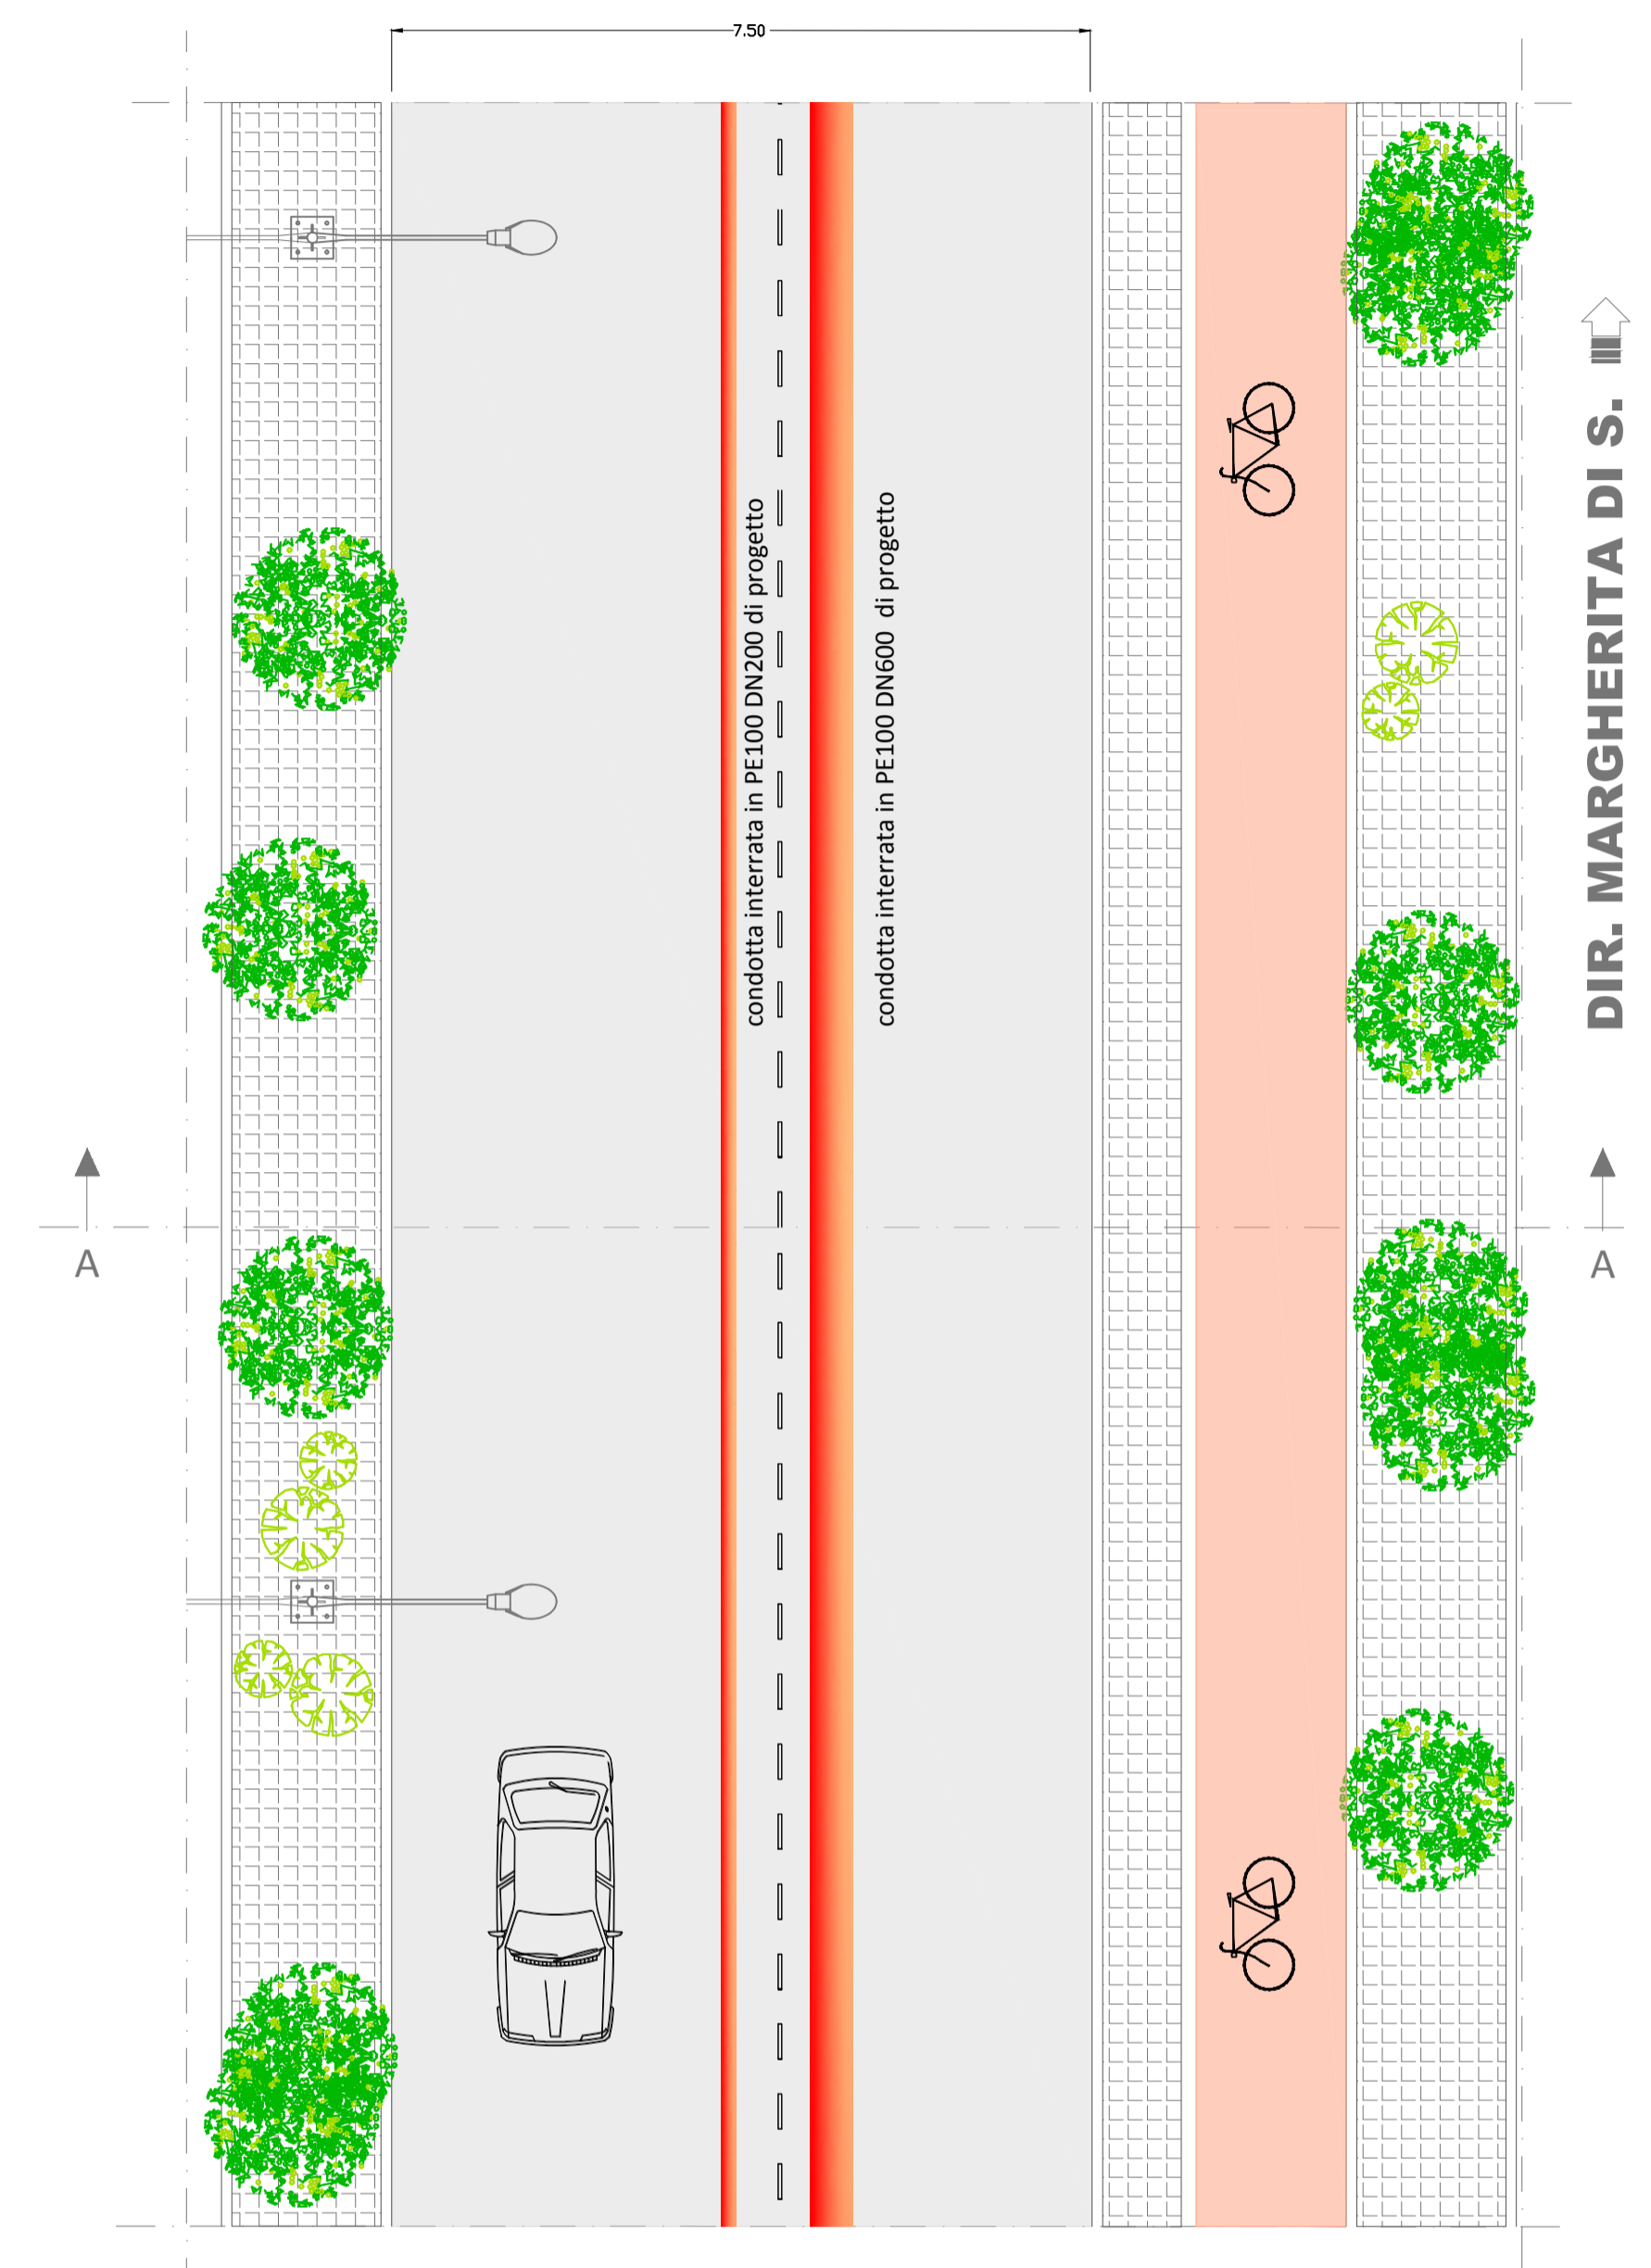 7.50
condotta interrata in PE100 DN200 di progetto
condotta interrata in PE100 DN600 di progetto
DIR. MARGHERITA DI S.
A
A